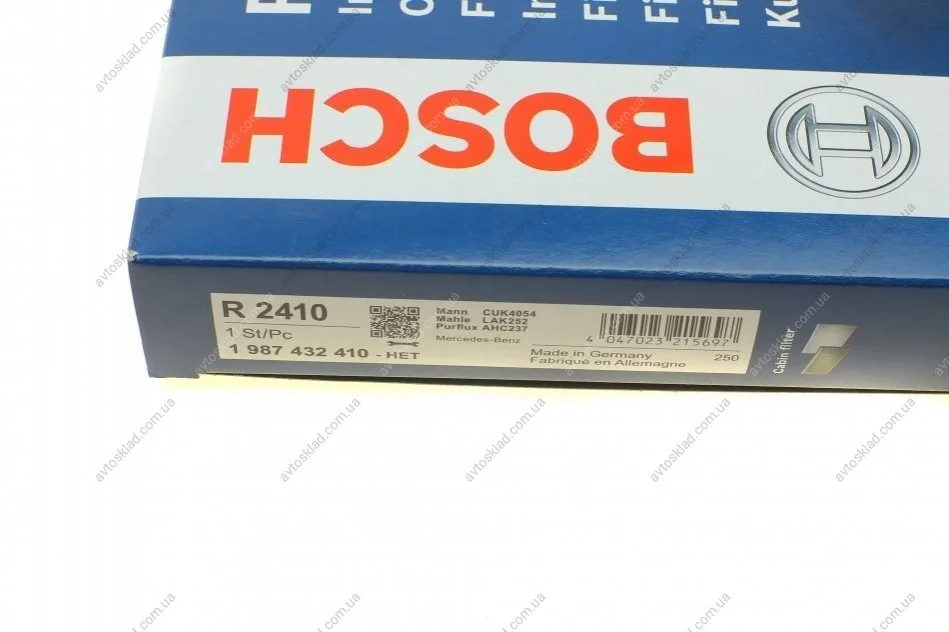 BOSCH
R 2410
1 St/Pc
1 987 432 410 - HET
Mann CUK4054
Mahle LAK252
Purflux AHC237
Mercedes-Benz
4 047023 215697
Made in Germany 250
Fabriqué en Allemagne
Cabin filter
avtosklad.com.ua